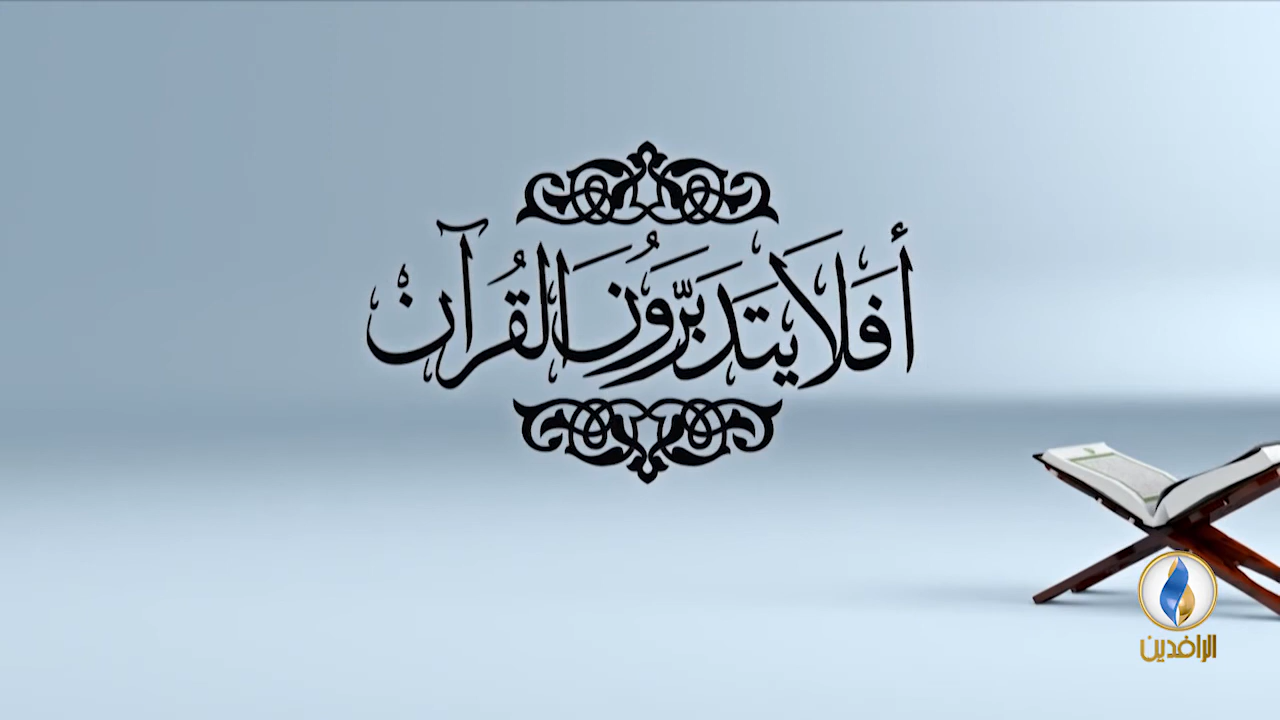 أَفَلَا يَتَدَبَّرُونَ الْقُرْآنَ
الرافدين